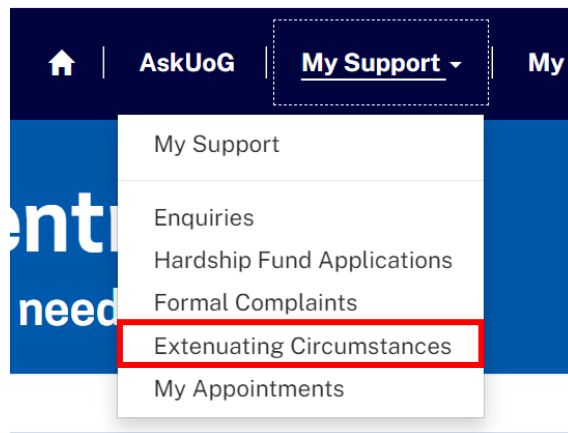 AskUoG My Support My
My Support
Enquiries
Hardship Fund Applications
Formal Complaints
Extenuating Circumstances
My Appointments
need